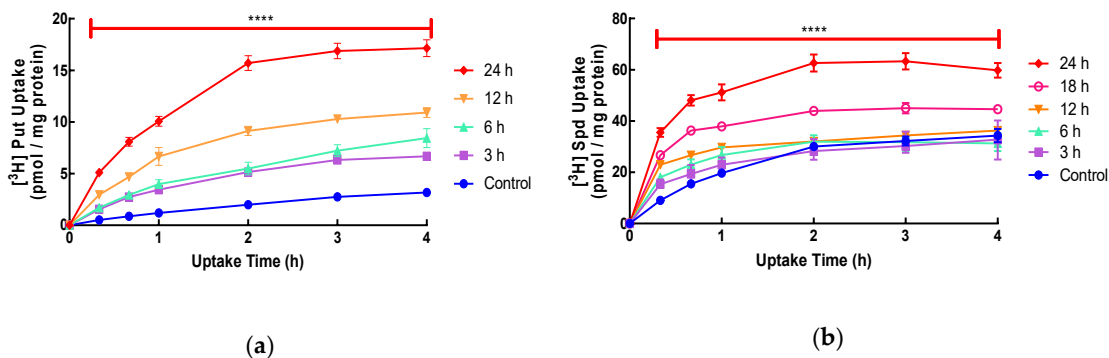 ****
20
15
10
5
0
[³H] Put Uptake
(pmol / mg protein)
0 1 2 3 4
Uptake Time (h)
24 h
12 h
6 h
3 h
Control
(a)
****
80
60
40
20
0
[³H] Spd Uptake
(pmol / mg protein)
0 1 2 3 4
Uptake Time (h)
24 h
18 h
12 h
6 h
3 h
Control
(b)